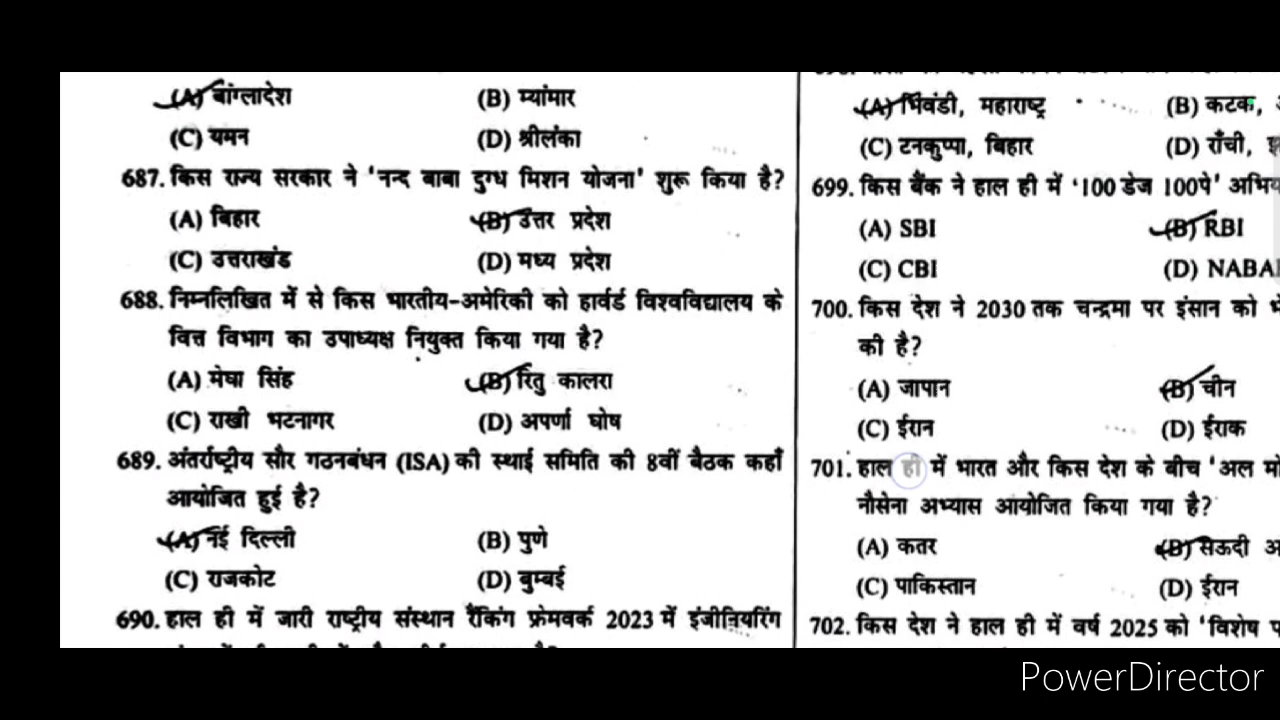 (A) बांग्लादेश
(B) म्यांमार
(C) यमन
(D) श्रीलंका
687. किस राज्य सरकार ने 'नन्द बाबा दुग्ध मिशन योजना' शुरू किया है?
(A) बिहार
(B) उत्तर प्रदेश
(C) उत्तराखंड
(D) मध्य प्रदेश
688. निम्नलिखित में से किस भारतीय-अमेरिकी को हार्वर्ड विश्वविद्यालय के
वित्त विभाग का उपाध्यक्ष नियुक्त किया गया है?
(A) मेघा सिंह
(B) रितु कालरा
(C) राखी भटनागर
(D) अपर्णा घोष
689. अंतर्राष्ट्रीय सौर गठनबंधन (ISA) की स्थाई समिति की 8वीं बैठक कहाँ
आयोजित हुई है?
(A) नई दिल्ली
(B) पुणे
(C) राजकोट
(D) बुम्बई
690. हाल ही में जारी राष्ट्रीय संस्थान रैंकिंग फ्रेमवर्क 2023 में इंजीनियरिंग
(A) भिवंडी, महाराष्ट्र
(B) कटक,
(C) टनकुप्पा, बिहार
(D) राँची,
699. किस बैंक ने हाल ही में '100 डेज 100पे'
(A) SBI
(B) RBI
(C) CBI
(D) NABA
700. किस देश ने 2030 तक चन्द्रमा पर इंसान को
की है?
(A) जापान
(B) चीन
(C) ईरान
(D) ईराक
701. हाल ही में भारत और किस देश के बीच 'अल
नौसेना अभ्यास आयोजित किया गया है?
(A) कतर
(B) सऊदी
(C) पाकिस्तान
(D) ईरान
702. किस देश ने हाल ही में वर्ष 2025 को 'विशेष
PowerDirector